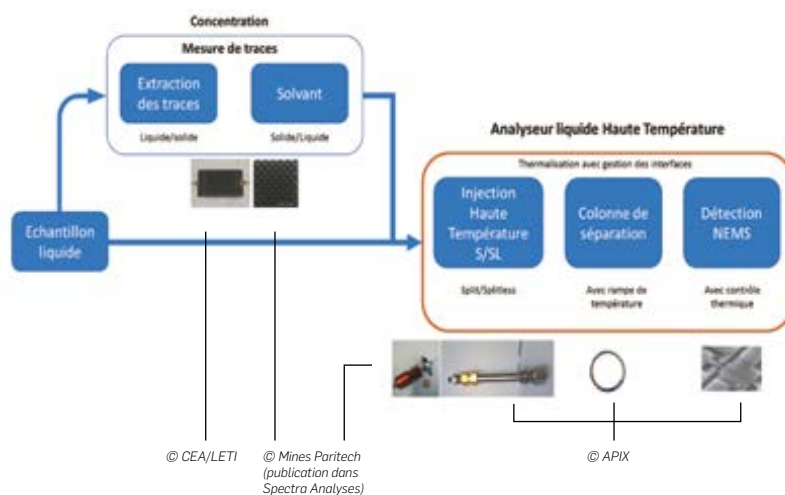 Concentration
Mesure de traces
Extraction
des traces
Solvant
Liquide/solide
Solide/Liquide
Analyseur liquide Haute Température
Thermalisation avec gestion des interfaces
Echantillon
liquide
Injection
Haute
Température
S/SL
Colonne de
séparation
Détection
NEMS
Split/Splitless
Avec rampe de
température
Avec contrôle
thermique
© CEA/LETI
© Mines Paritech
(publication dans
Spectra Analyses)
© APIX